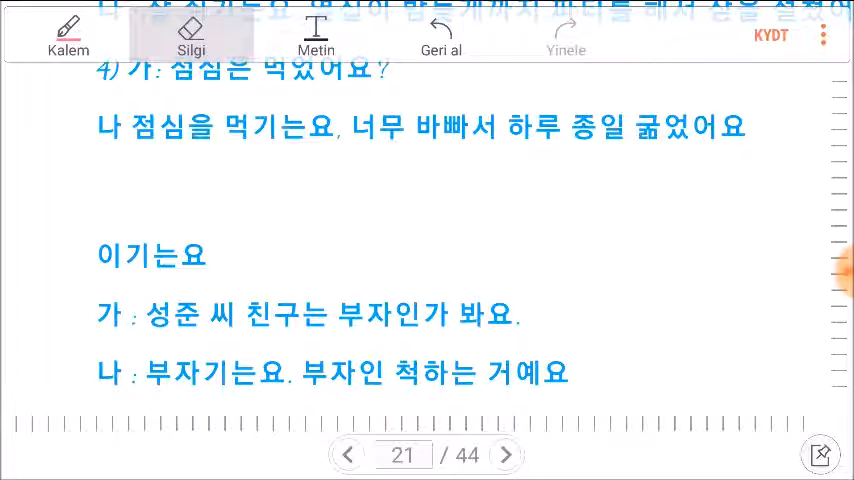 Kalem
Silgi
Metin
Geri al
Yinele
KYDT
4) 가: 점심은 먹었어요?
나 점심을 먹기는요, 너무 바빠서 하루 종일 굶었어요
이기는요
가 : 성준 씨 친구는 부자인가 봐요.
나 : 부자기는요. 부자인 척하는 거예요
21 / 44